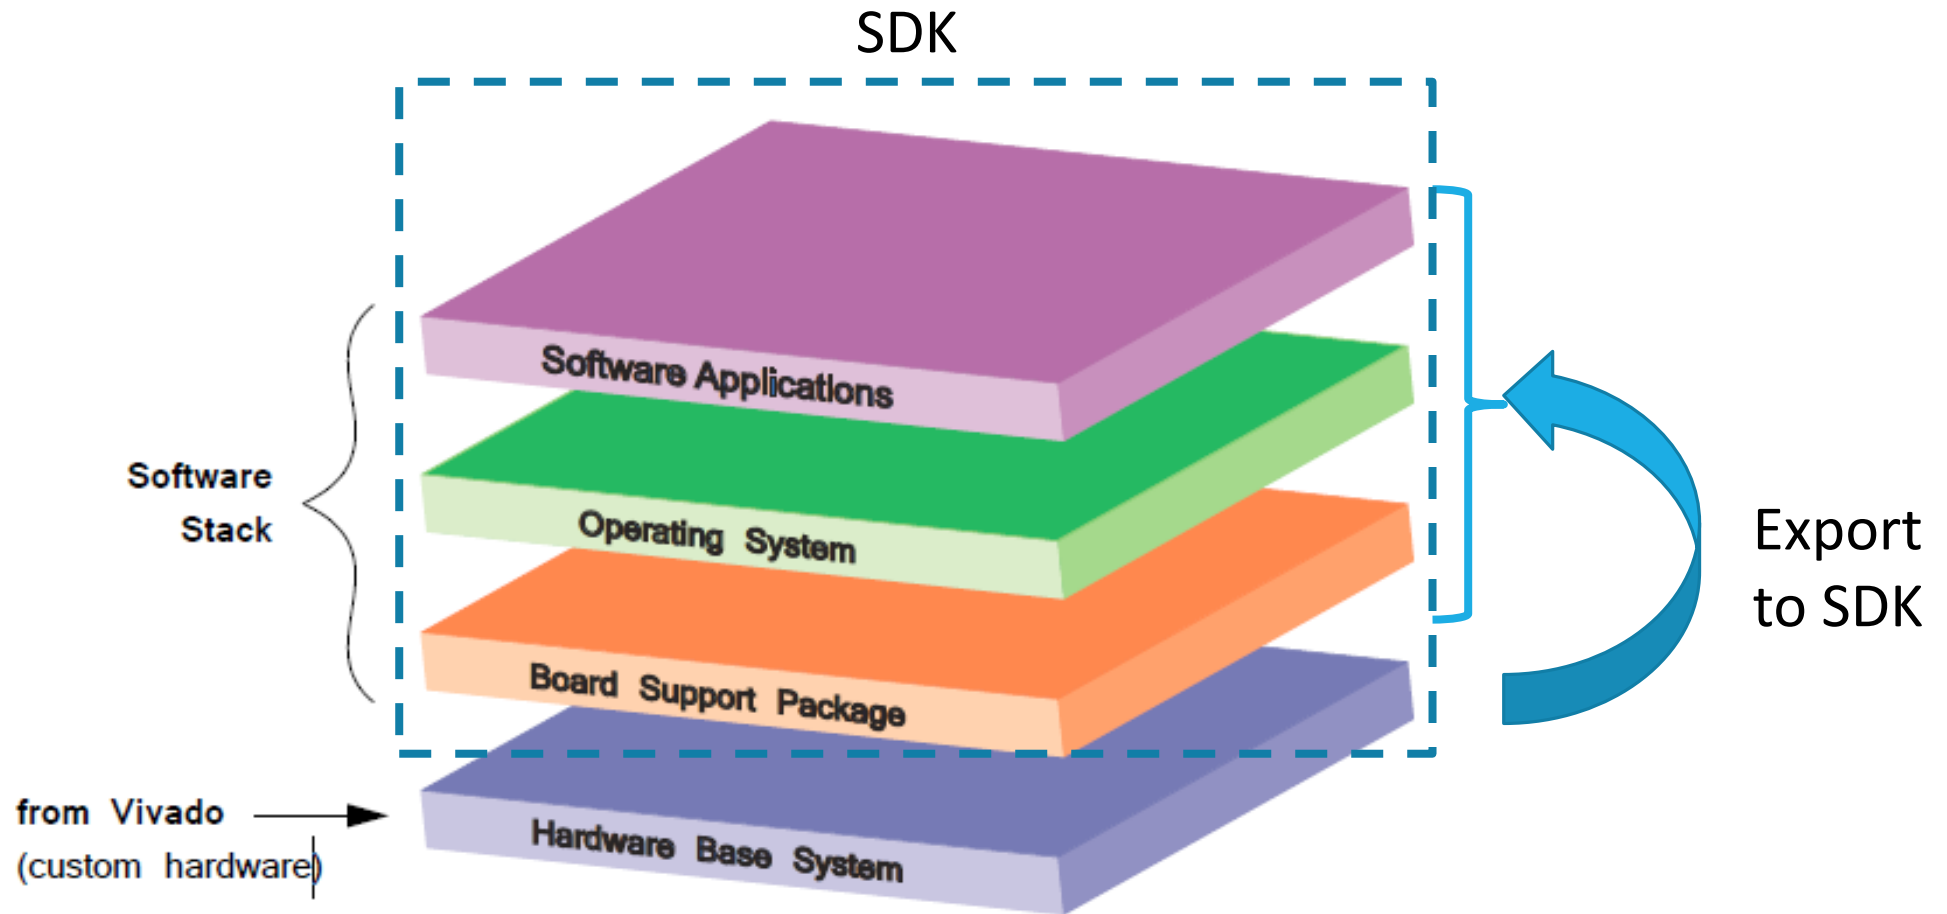 SDK
Software Applications
Software
Stack
Operating System
Export
to SDK
Board Support Package
from Vivado
(custom hardware)
Hardware Base System